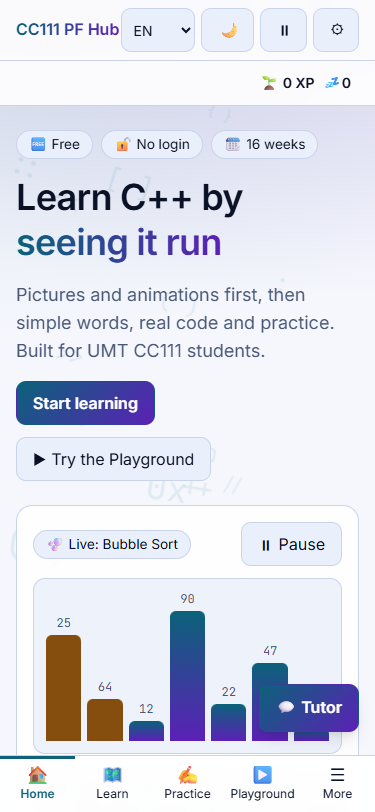 CC111 PF Hub EN
0 XP 0
FREE Free No login 16 weeks
Learn C++ by
seeing it run
Pictures and animations first, then
simple words, real code and practice.
Built for UMT CC111 students.
Start learning
Try the Playground
Live: Bubble Sort Pause
25 64 12 90 22 47
Tutor
Home Learn Practice Playground More